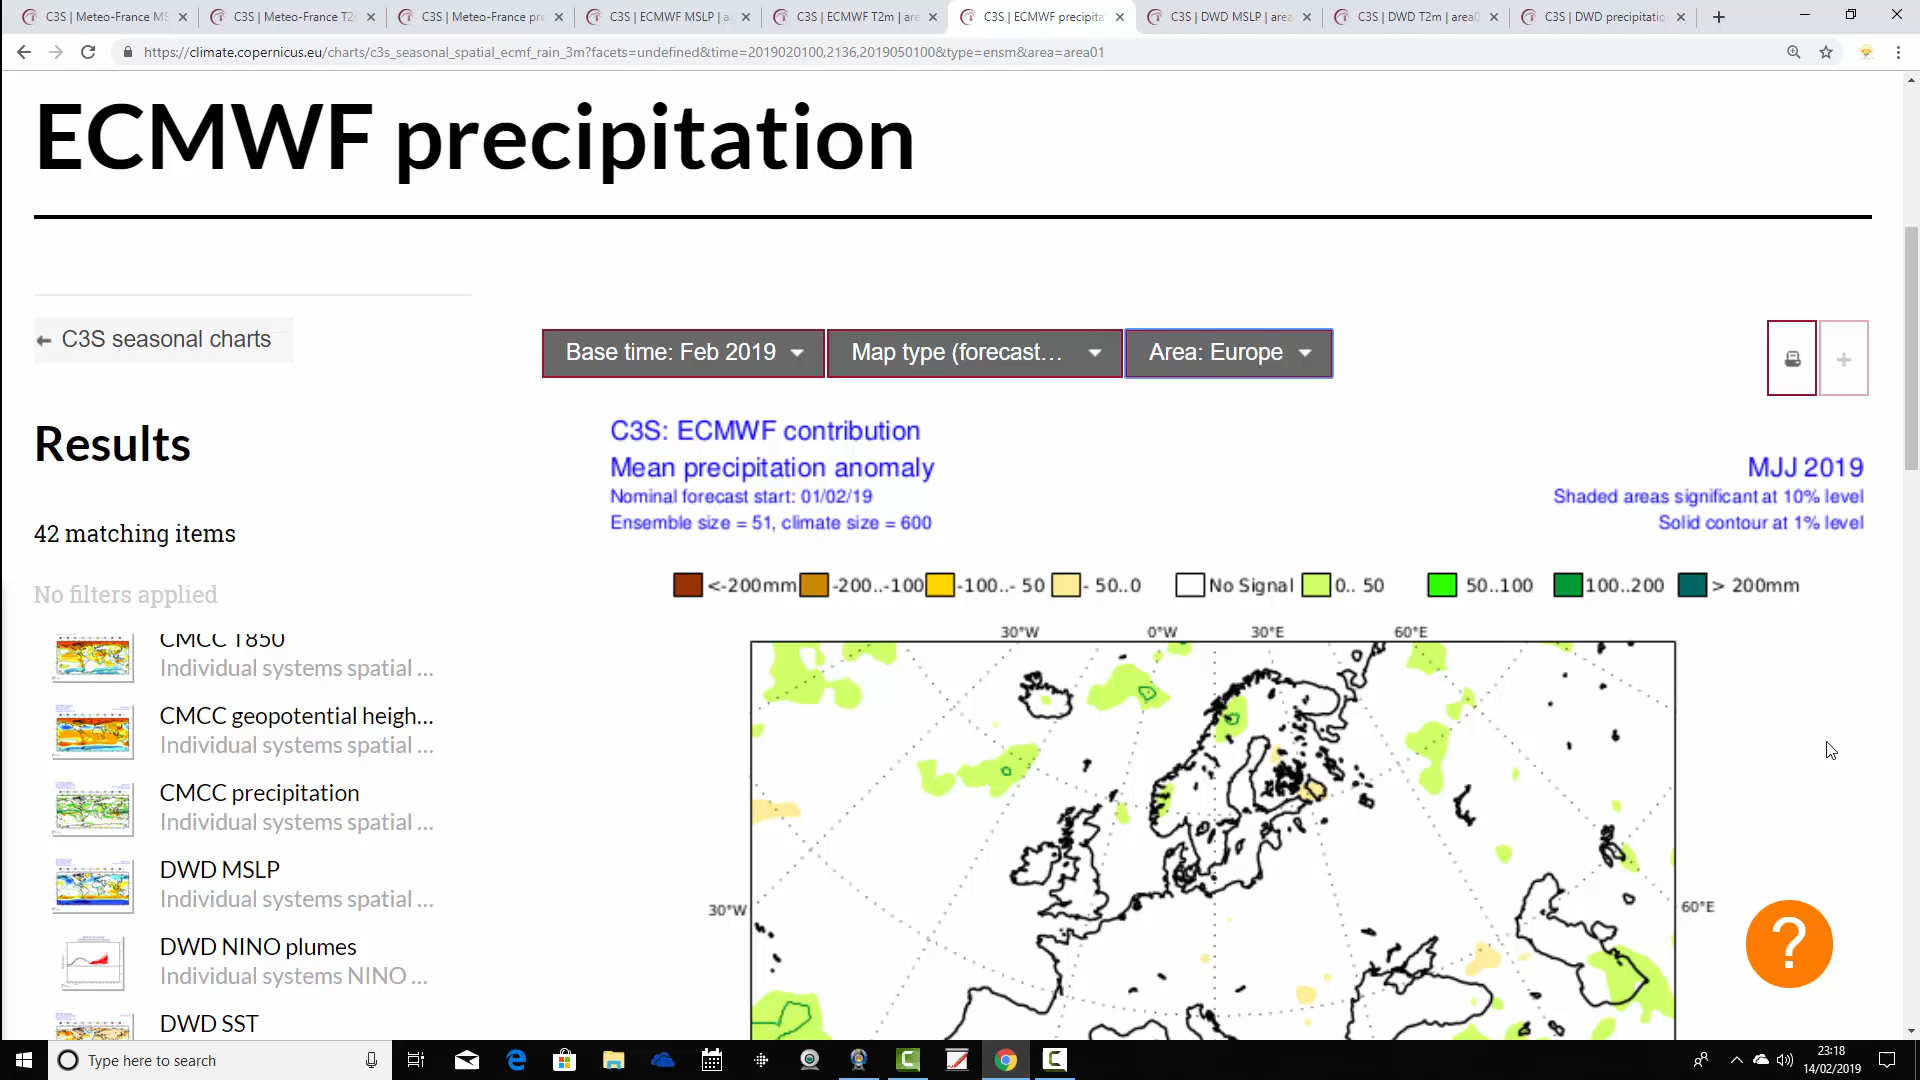 C3S | Meteo-France MS
C3S | Meteo-France T2
C3S | Meteo-France pre
C3S | ECMWF MSLP | a
C3S | ECMWF T2m | are
C3S | ECMWF precipita
C3S | DWD MSLP | area
C3S | DWD T2m | area0
C3S | DWD precipitatio
https://climate.copernicus.eu/charts/c3s_seasonal_spatial_ecmf_rain_3m?facets=undefined&time=2019020100,2136,2019050100&type=ensm&area=area01
ECMWF precipitation
C3S seasonal charts
Base time: Feb 2019
Map type (forecast...
Area: Europe
Results
42 matching items
No filters applied
CMCC T850
Individual systems spatial ...
CMCC geopotential heigh...
Individual systems spatial ...
CMCC precipitation
Individual systems spatial ...
DWD MSLP
Individual systems spatial ...
DWD NINO plumes
Individual systems NINO ...
DWD SST
C3S: ECMWF contribution
Mean precipitation anomaly
MJJ 2019
Nominal forecast start: 01/02/19
Shaded areas significant at 10% level
Ensemble size = 51, climate size = 600
Solid contour at 1% level
<-200mm -200..-100 -100..- 50 - 50..0 No Signal 0.. 50 50..100 100..200 > 200mm
30°W 0°W 30°E 60°E
30°W 60°E
?
Type here to search
23:18
14/02/2019